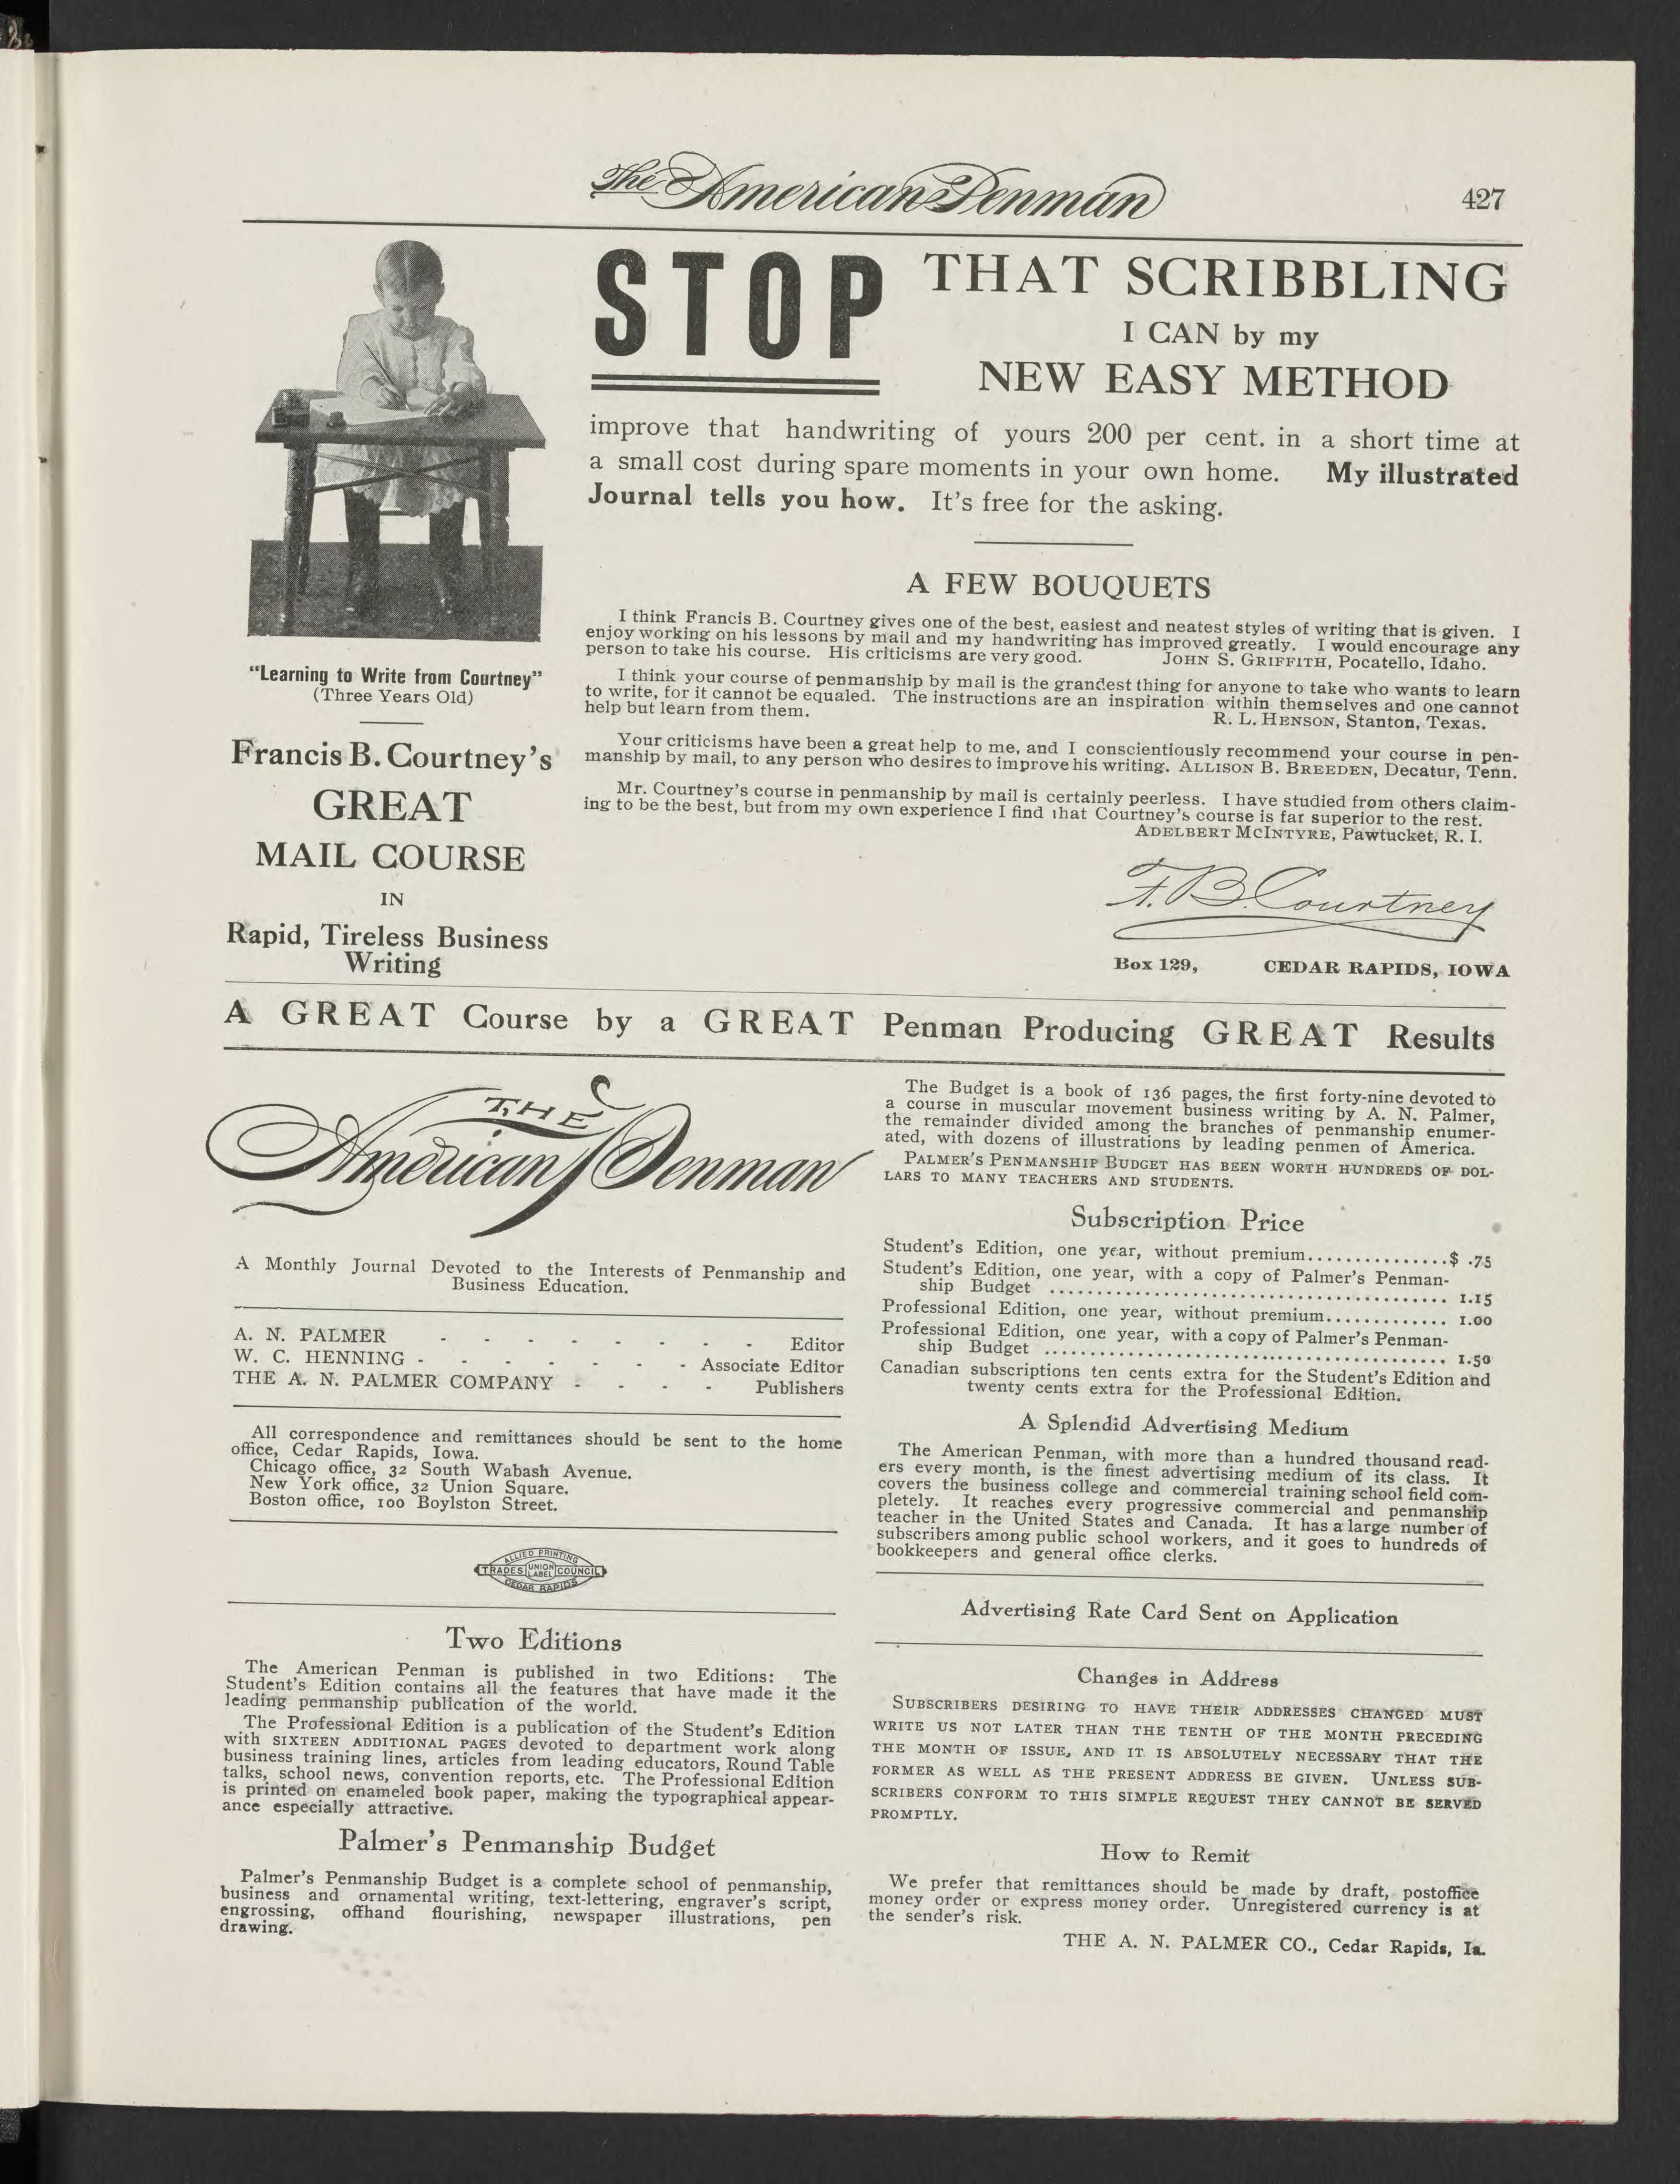 The American Penman
427
STOP THAT SCRIBBLING
I CAN by my
NEW EASY METHOD
improve that handwriting of yours 200 per cent. in a short time at
a small cost during spare moments in your own home. My illustrated
Journal tells you how. It's free for the asking.
A FEW BOUQUETS
I think Francis B. Courtney gives one of the best, easiest and neatest styles of writing that is given. I
enjoy working on his lessons by mail and my handwriting has improved greatly. I would encourage any
person to take his course. His criticisms are very good. JOHN S. GRIFFITH, Pocatello, Idaho.
I think your course of penmanship by mail is the grandest thing for anyone to take who wants to learn
to write, for it cannot be equaled. The instructions are an inspiration within themselves and one cannot
help but learn from them. R. L. HENSON, Stanton, Texas.
Your criticisms have been a great help to me, and I conscientiously recommend your course in pen-
manship by mail, to any person who desires to improve his writing. ALLISON B. BREEDEN, Decatur, Tenn.
Mr. Courtney's course in penmanship by mail is certainly peerless. I have studied from others claim-
ing to be the best, but from my own experience I find that Courtney's course is far superior to the rest.
ADELBERT MCINTYRE, Pawtucket, R. I.
F. B. Courtney
Box 129, CEDAR RAPIDS, IOWA
"Learning to Write from Courtney"
(Three Years Old)
Francis B. Courtney's
GREAT
MAIL COURSE
IN
Rapid, Tireless Business
Writing
A GREAT Course by a GREAT Penman Producing GREAT Results
THE
American Penman
A Monthly Journal Devoted to the Interests of Penmanship and
Business Education.
A. N. PALMER - - - - - - - - Editor
W. C. HENNING - - - - - - - Associate Editor
THE A. N. PALMER COMPANY - - - - Publishers
All correspondence and remittances should be sent to the home
office, Cedar Rapids, Iowa.
Chicago office, 32 South Wabash Avenue.
New York office, 32 Union Square.
Boston office, 100 Boylston Street.
ALLIED PRINTING
TRADES UNION LABEL COUNCIL
CEDAR RAPIDS
Two Editions
The American Penman is published in two Editions: The
Student's Edition contains all the features that have made it the
leading penmanship publication of the world.
The Professional Edition is a publication of the Student's Edition
with SIXTEEN ADDITIONAL PAGES devoted to department work along
business training lines, articles from leading educators, Round Table
talks, school news, convention reports, etc. The Professional Edition
is printed on enameled book paper, making the typographical appear-
ance especially attractive.
Palmer's Penmanship Budget
Palmer's Penmanship Budget is a complete school of penmanship,
business and ornamental writing, text-lettering, engraver's script,
engrossing, offhand flourishing, newspaper illustrations, pen
drawing.
The Budget is a book of 136 pages, the first forty-nine devoted to
a course in muscular movement business writing by A. N. Palmer,
the remainder divided among the branches of penmanship enumer-
ated, with dozens of illustrations by leading penmen of America.
PALMER'S PENMANSHIP BUDGET HAS BEEN WORTH HUNDREDS OF DOL-
LARS TO MANY TEACHERS AND STUDENTS.
Subscription Price
Student's Edition, one year, without premium...............$ .75
Student's Edition, one year, with a copy of Palmer's Penman-
ship Budget ........................................ 1.15
Professional Edition, one year, without premium............. 1.00
Professional Edition, one year, with a copy of Palmer's Penman-
ship Budget ........................................ 1.50
Canadian subscriptions ten cents extra for the Student's Edition and
twenty cents extra for the Professional Edition.
A Splendid Advertising Medium
The American Penman, with more than a hundred thousand read-
ers every month, is the finest advertising medium of its class. It
covers the business college and commercial training school field com-
pletely. It reaches every progressive commercial and penmanship
teacher in the United States and Canada. It has a large number of
subscribers among public school workers, and it goes to hundreds of
bookkeepers and general office clerks.
Advertising Rate Card Sent on Application
Changes in Address
SUBSCRIBERS DESIRING TO HAVE THEIR ADDRESSES CHANGED MUST
WRITE US NOT LATER THAN THE TENTH OF THE MONTH PRECEDING
THE MONTH OF ISSUE, AND IT IS ABSOLUTELY NECESSARY THAT THE
FORMER AS WELL AS THE PRESENT ADDRESS BE GIVEN. UNLESS SUB-
SCRIBERS CONFORM TO THIS SIMPLE REQUEST THEY CANNOT BE SERVED
PROMPTLY.
How to Remit
We prefer that remittances should be made by draft, postoffice
money order or express money order. Unregistered currency is at
the sender's risk.
THE A. N. PALMER CO., Cedar Rapids, Ia.